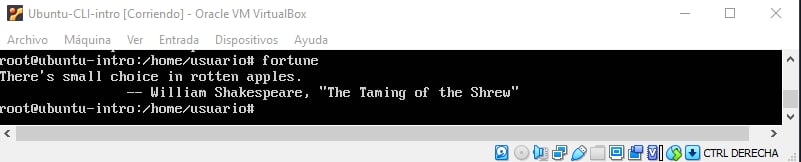 Ubuntu-CLI-intro [Corriendo] - Oracle VM VirtualBox
Archivo Máquina Ver Entrada Dispositivos Ayuda
root@ubuntu-intro:/home/usuario# fortune
There's small choice in rotten apples.
-- William Shakespeare, "The Taming of the Shrew"
root@ubuntu-intro:/home/usuario#
CTRL DERECHA